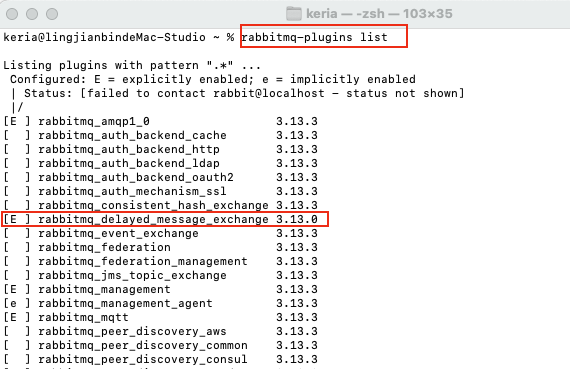 keria — -zsh — 103×35
keria@lingjianbindeMac-Studio ~ % rabbitmq-plugins list
Listing plugins with pattern ".*" ...
 Configured: E = explicitly enabled; e = implicitly enabled
 | Status: [failed to contact rabbit@localhost - status not shown]
 |/
[E ] rabbitmq_amqp1_0                  3.13.3
[  ] rabbitmq_auth_backend_cache       3.13.3
[  ] rabbitmq_auth_backend_http        3.13.3
[  ] rabbitmq_auth_backend_ldap        3.13.3
[  ] rabbitmq_auth_backend_oauth2      3.13.3
[  ] rabbitmq_auth_mechanism_ssl       3.13.3
[  ] rabbitmq_consistent_hash_exchange 3.13.3
[E ] rabbitmq_delayed_message_exchange 3.13.0
[  ] rabbitmq_event_exchange           3.13.3
[  ] rabbitmq_federation               3.13.3
[  ] rabbitmq_federation_management    3.13.3
[  ] rabbitmq_jms_topic_exchange       3.13.3
[E ] rabbitmq_management               3.13.3
[e ] rabbitmq_management_agent         3.13.3
[E ] rabbitmq_mqtt                     3.13.3
[  ] rabbitmq_peer_discovery_aws       3.13.3
[  ] rabbitmq_peer_discovery_common    3.13.3
[  ] rabbitmq_peer_discovery_consul    3.13.3